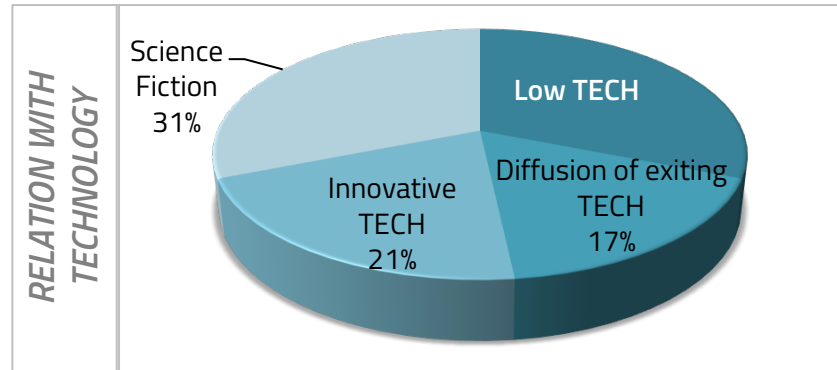 RELATION WITH
TECHNOLOGY
Science
Fiction
31%
Low TECH
Diffusion of exiting
TECH
17%
Innovative
TECH
21%